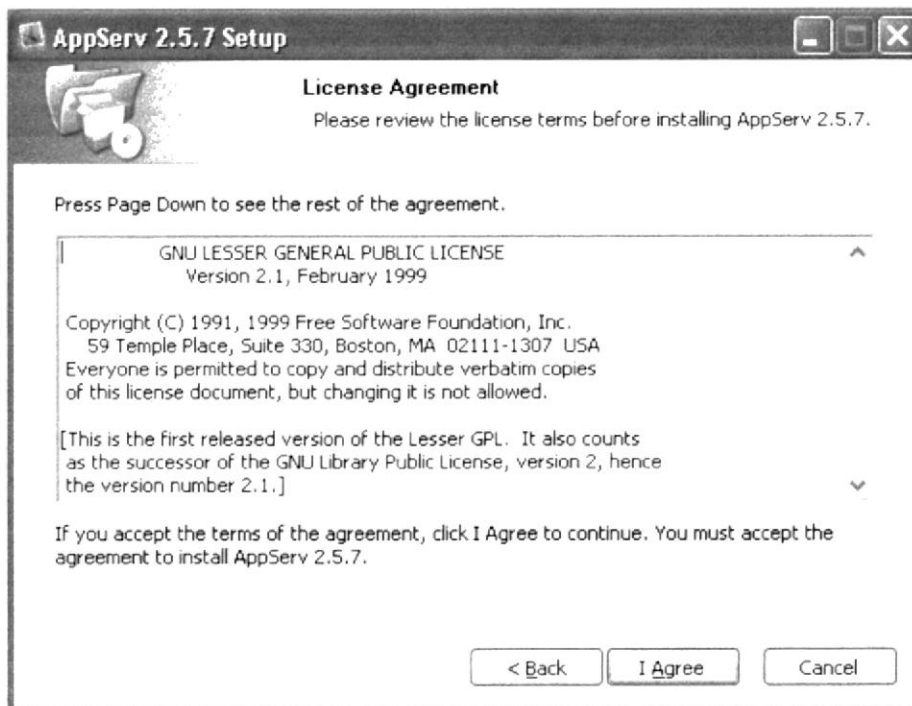 AppServ 2.5.7 Setup
License Agreement
Please review the license terms before installing AppServ 2.5.7.
Press Page Down to see the rest of the agreement.
GNU LESSER GENERAL PUBLIC LICENSE
Version 2.1, February 1999
Copyright (C) 1991, 1999 Free Software Foundation, Inc.
59 Temple Place, Suite 330, Boston, MA 02111-1307 USA
Everyone is permitted to copy and distribute verbatim copies
of this license document, but changing it is not allowed.
[This is the first released version of the Lesser GPL. It also counts
as the successor of the GNU Library Public License, version 2, hence
the version number 2.1.]
If you accept the terms of the agreement, click I Agree to continue. You must accept the
agreement to install AppServ 2.5.7.
< Back
I Agree
Cancel